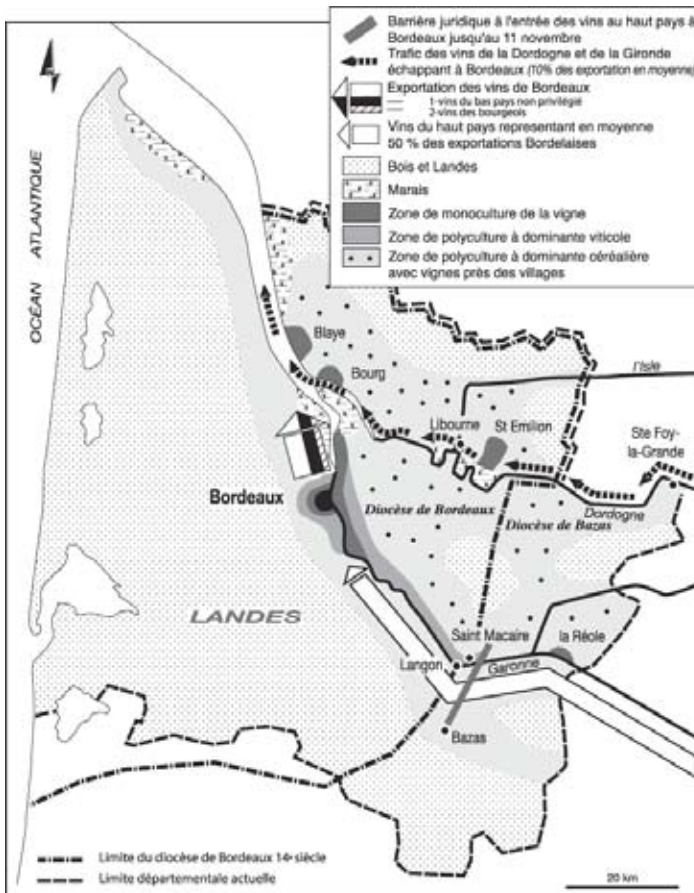 Barrière juridique à l'entrée des vins au haut pays à
Bordeaux jusqu'au 11 novembre
Trafic des vins de la Dordogne et de la Gironde
échappant à Bordeaux (10% des exportation en moyenne)
Exportation des vins de Bordeaux
1-vins du bas pays non privilégié
2-vins des bourgeois
Vins du haut pays representant en moyenne
50 % des exportations Bordelaises
Bois et Landes
Marais
Zone de monoculture de la vigne
Zone de polyculture à dominante viticole
Zone de polyculture à dominante céréalière
avec vignes près des villages
N
OCÉAN ATLANTIQUE
Blaye
Bourg
l'Isle
Libourne
St Emilion
Ste Foy-
la-Grande
Bordeaux
Dordogne
Diocèse de Bordeaux
Diocèse de Bazas
LANDES
Saint Macaire
la Réole
Langon
Garonne
Bazas
Limite du diocèse de Bordeaux 14e siècle
Limite départementale actuelle
20 km